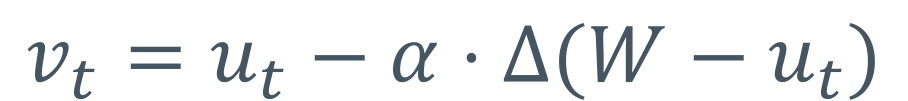 v_t = u_t − α · Δ(W − u_t)